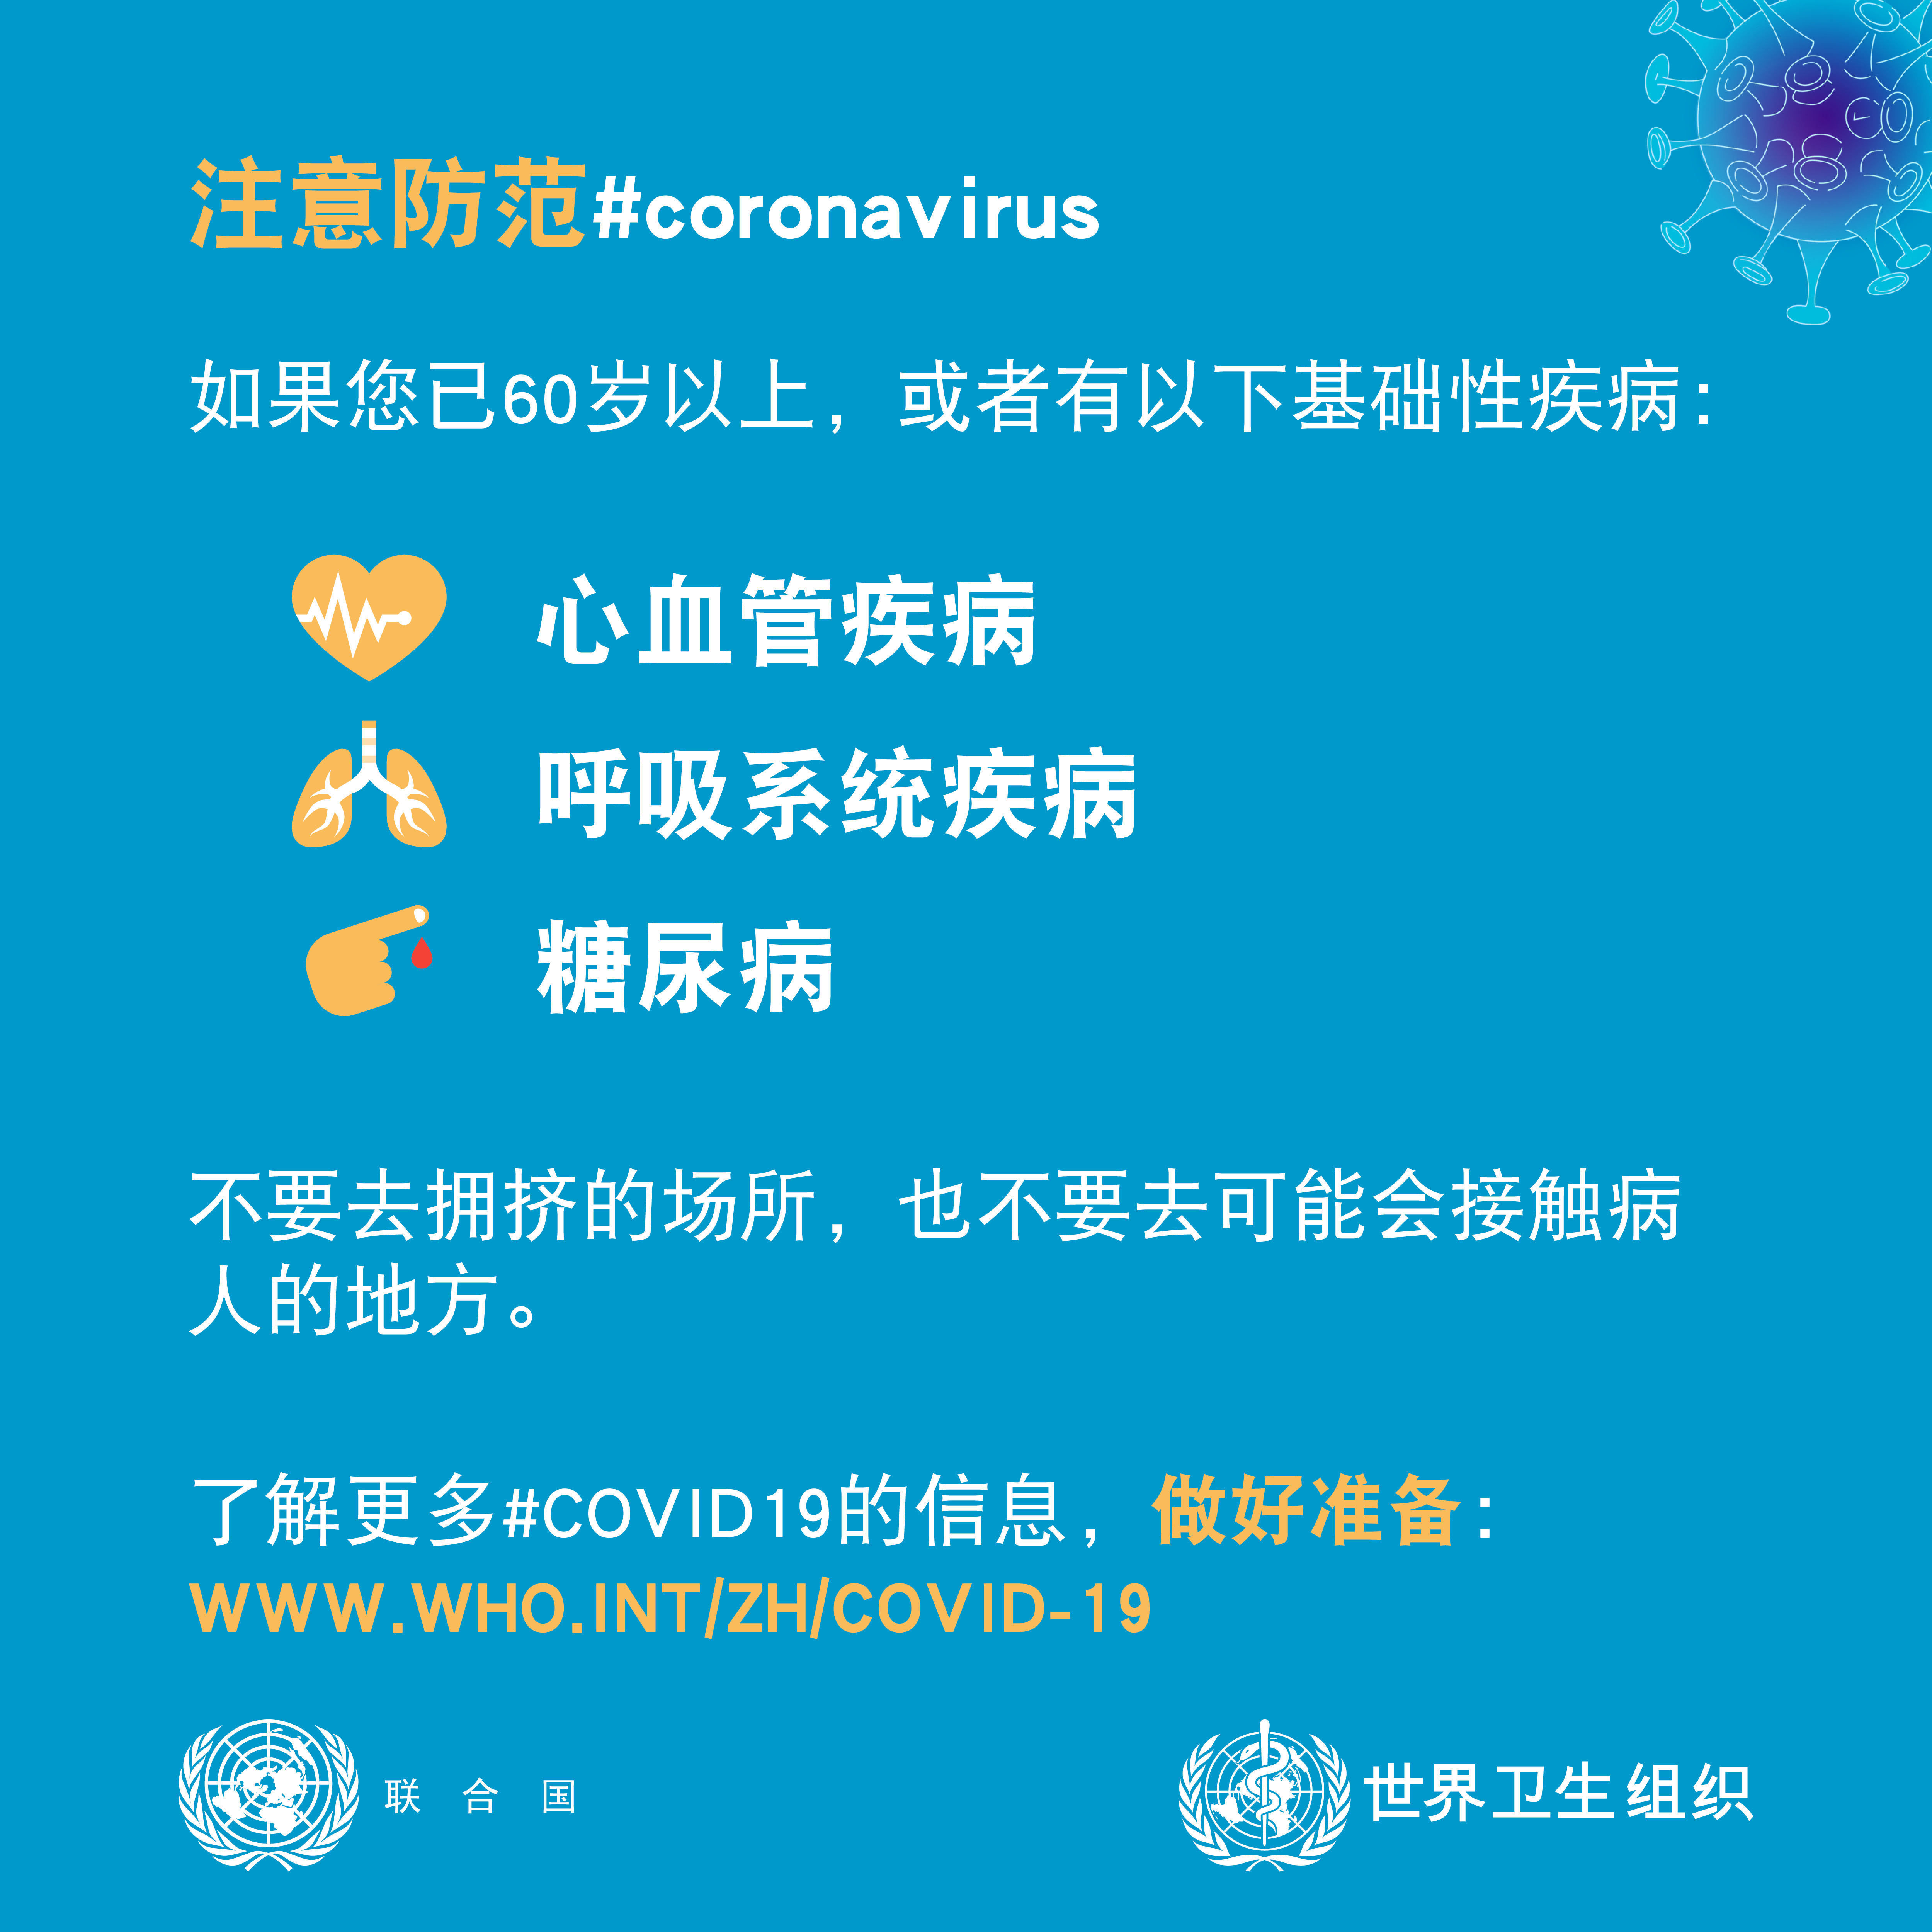 注意防范#coronavirus
如果您已60岁以上，或者有以下基础性疾病：
心血管疾病
呼吸系统疾病
糖尿病
不要去拥挤的场所，也不要去可能会接触病
人的地方。
了解更多#COVID19的信息，做好准备：
WWW.WHO.INT/ZH/COVID-19
联 合 国
世界卫生组织